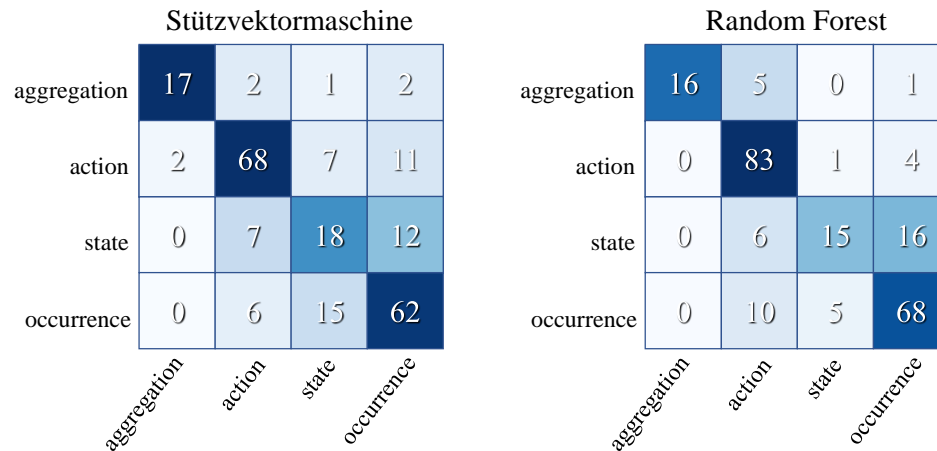 Stützvektormaschine
Random Forest
aggregation 17 2 1 2
action 2 68 7 11
state 0 7 18 12
occurrence 0 6 15 62
aggregation action state occurrence
aggregation 16 5 0 1
action 0 83 1 4
state 0 6 15 16
occurrence 0 10 5 68
aggregation action state occurrence